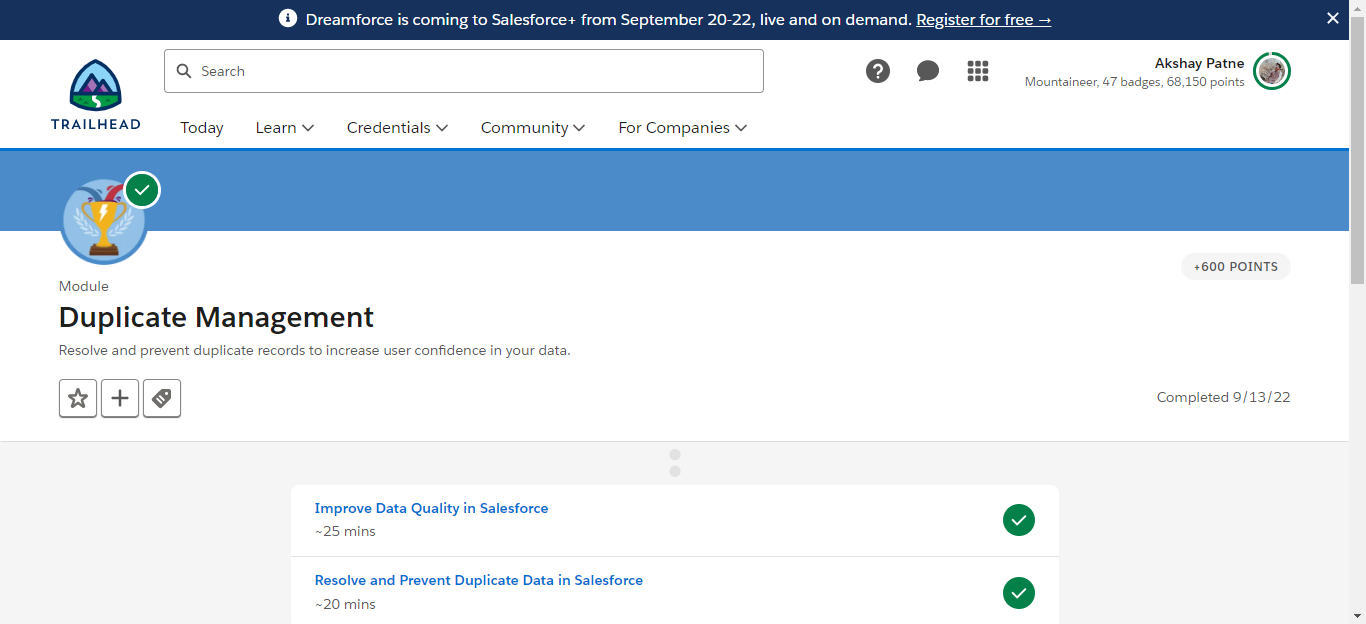 Dreamforce is coming to Salesforce+ from September 20-22, live and on demand. Register for free →
Search
Akshay Patne
Mountaineer, 47 badges, 68,150 points
TRAILHEAD
Today Learn Credentials Community For Companies
+600 POINTS
Module
Duplicate Management
Resolve and prevent duplicate records to increase user confidence in your data.
Completed 9/13/22
Improve Data Quality in Salesforce
~25 mins
Resolve and Prevent Duplicate Data in Salesforce
~20 mins